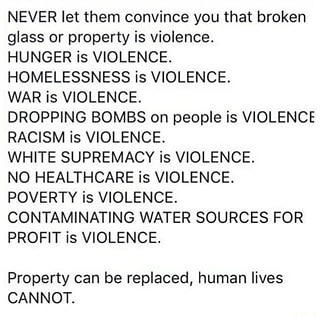 NEVER let them convince you that broken
glass or property is violence.
HUNGER is VIOLENCE.
HOMELESSNESS is VIOLENCE.
WAR is VIOLENCE.
DROPPING BOMBS on people is VIOLENCE
RACISM is VIOLENCE.
WHITE SUPREMACY is VIOLENCE.
NO HEALTHCARE is VIOLENCE.
POVERTY is VIOLENCE.
CONTAMINATING WATER SOURCES FOR
PROFIT is VIOLENCE.

Property can be replaced, human lives
CANNOT.